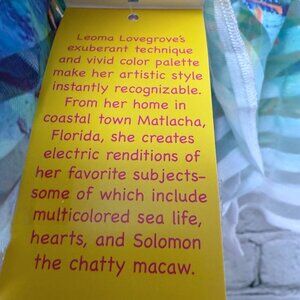 Leoma Lovegrove's
exuberant technique
and vivid color palette
make her artistic style
instantly recognizable.
From her home in
coastal town Matlacha,
Florida, she creates
electric renditions of
her favorite subjects–
some of which include
multicolored sea life,
hearts, and Solomon
the chatty macaw.